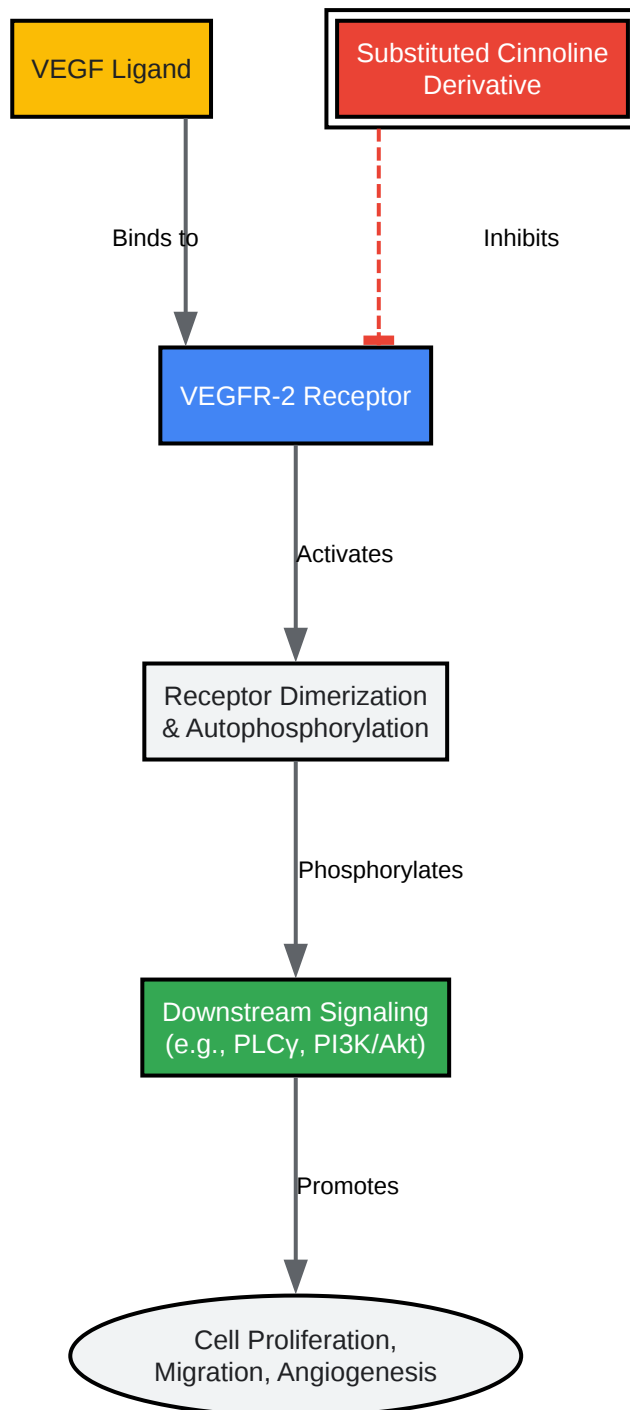 VEGF Ligand
Substituted Cinnoline
Derivative
Binds to
Inhibits
VEGFR-2 Receptor
Activates
Receptor Dimerization
& Autophosphorylation
Phosphorylates
Downstream Signaling
(e.g., PLCγ, PI3K/Akt)
Promotes
Cell Proliferation,
Migration, Angiogenesis